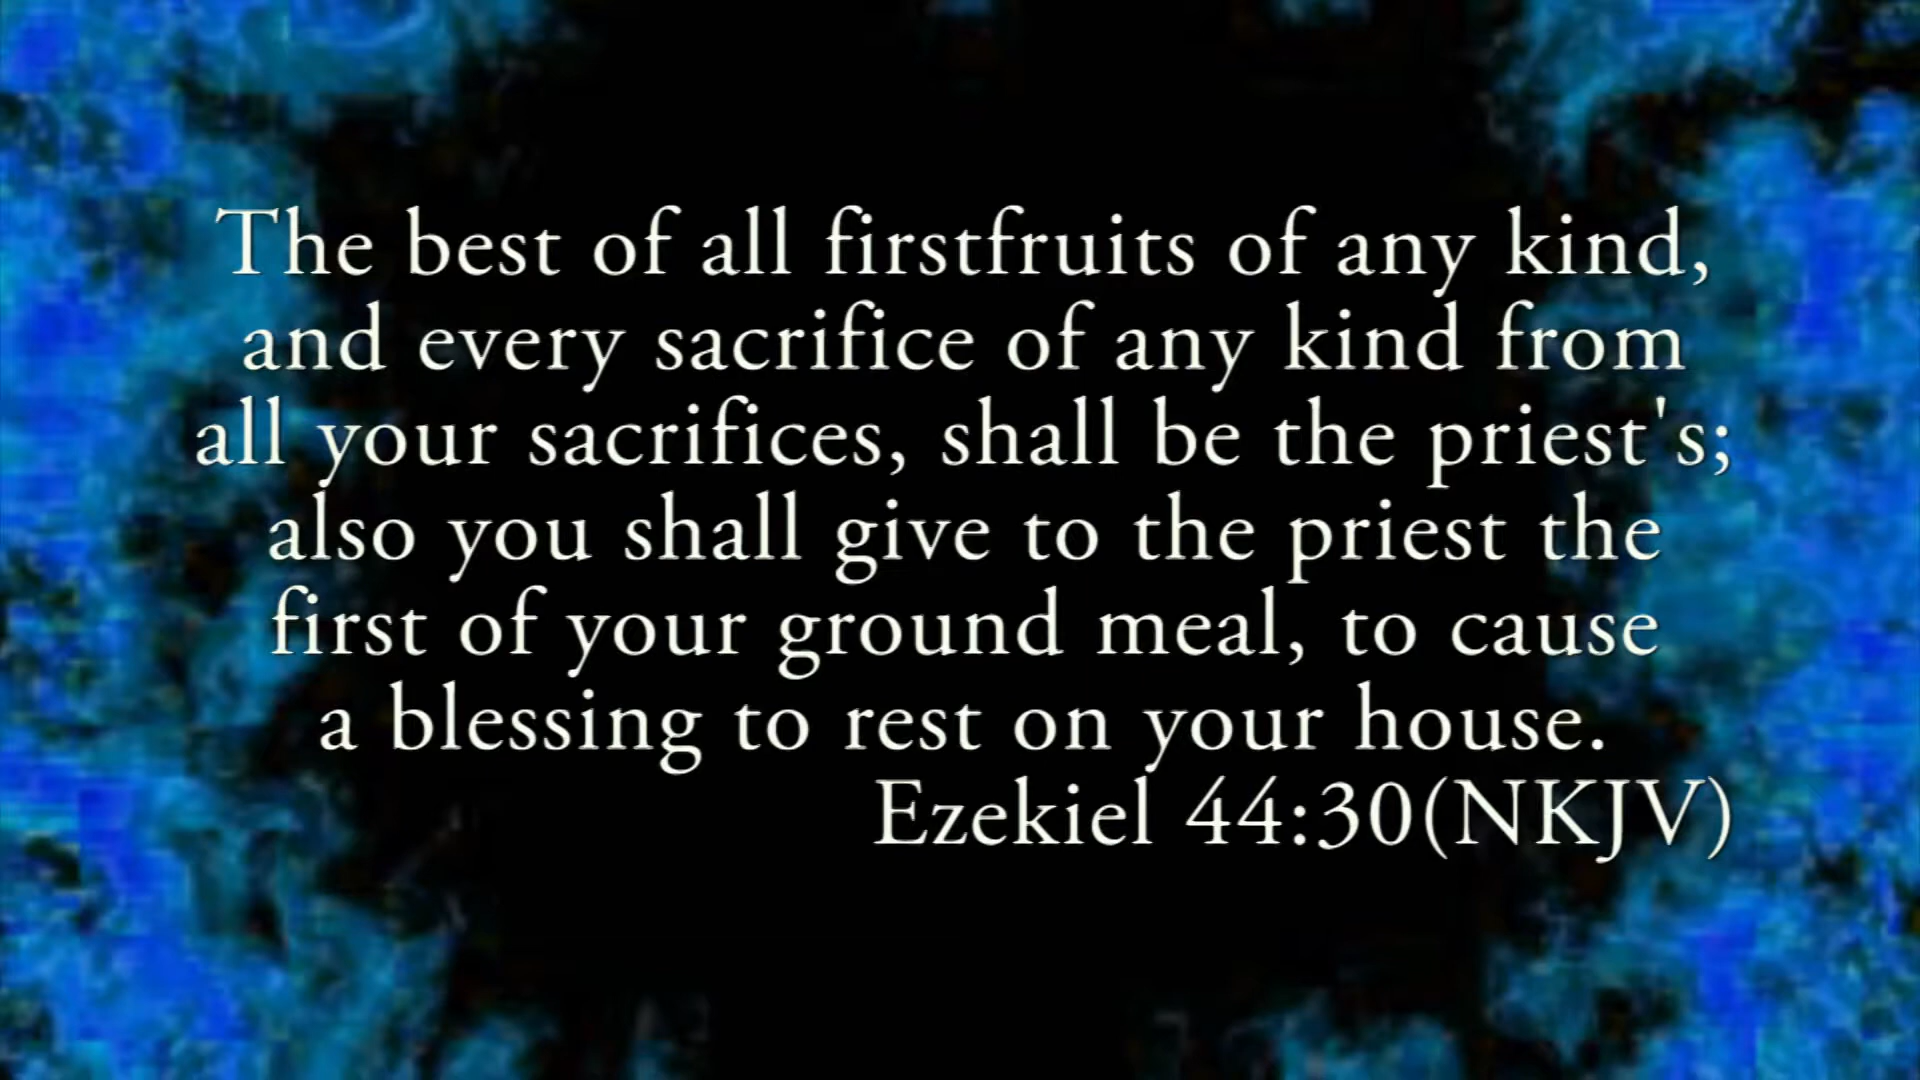 The best of all firstfruits of any kind,
and every sacrifice of any kind from
all your sacrifices, shall be the priest's;
also you shall give to the priest the
first of your ground meal, to cause
a blessing to rest on your house.
Ezekiel 44:30(NKJV)